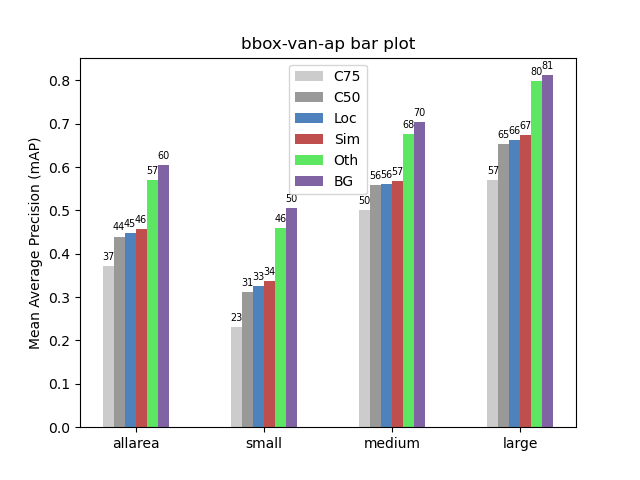 bbox-van-ap bar plot
Mean Average Precision (mAP)
0.8
0.7
0.6
0.5
0.4
0.3
0.2
0.1
0.0
C75
C50
Loc
Sim
Oth
BG
37 44 45 46 57 60
23 31 33 34 46 50
50 56 56 57 68 70
57 65 66 67 80 81
allarea small medium large